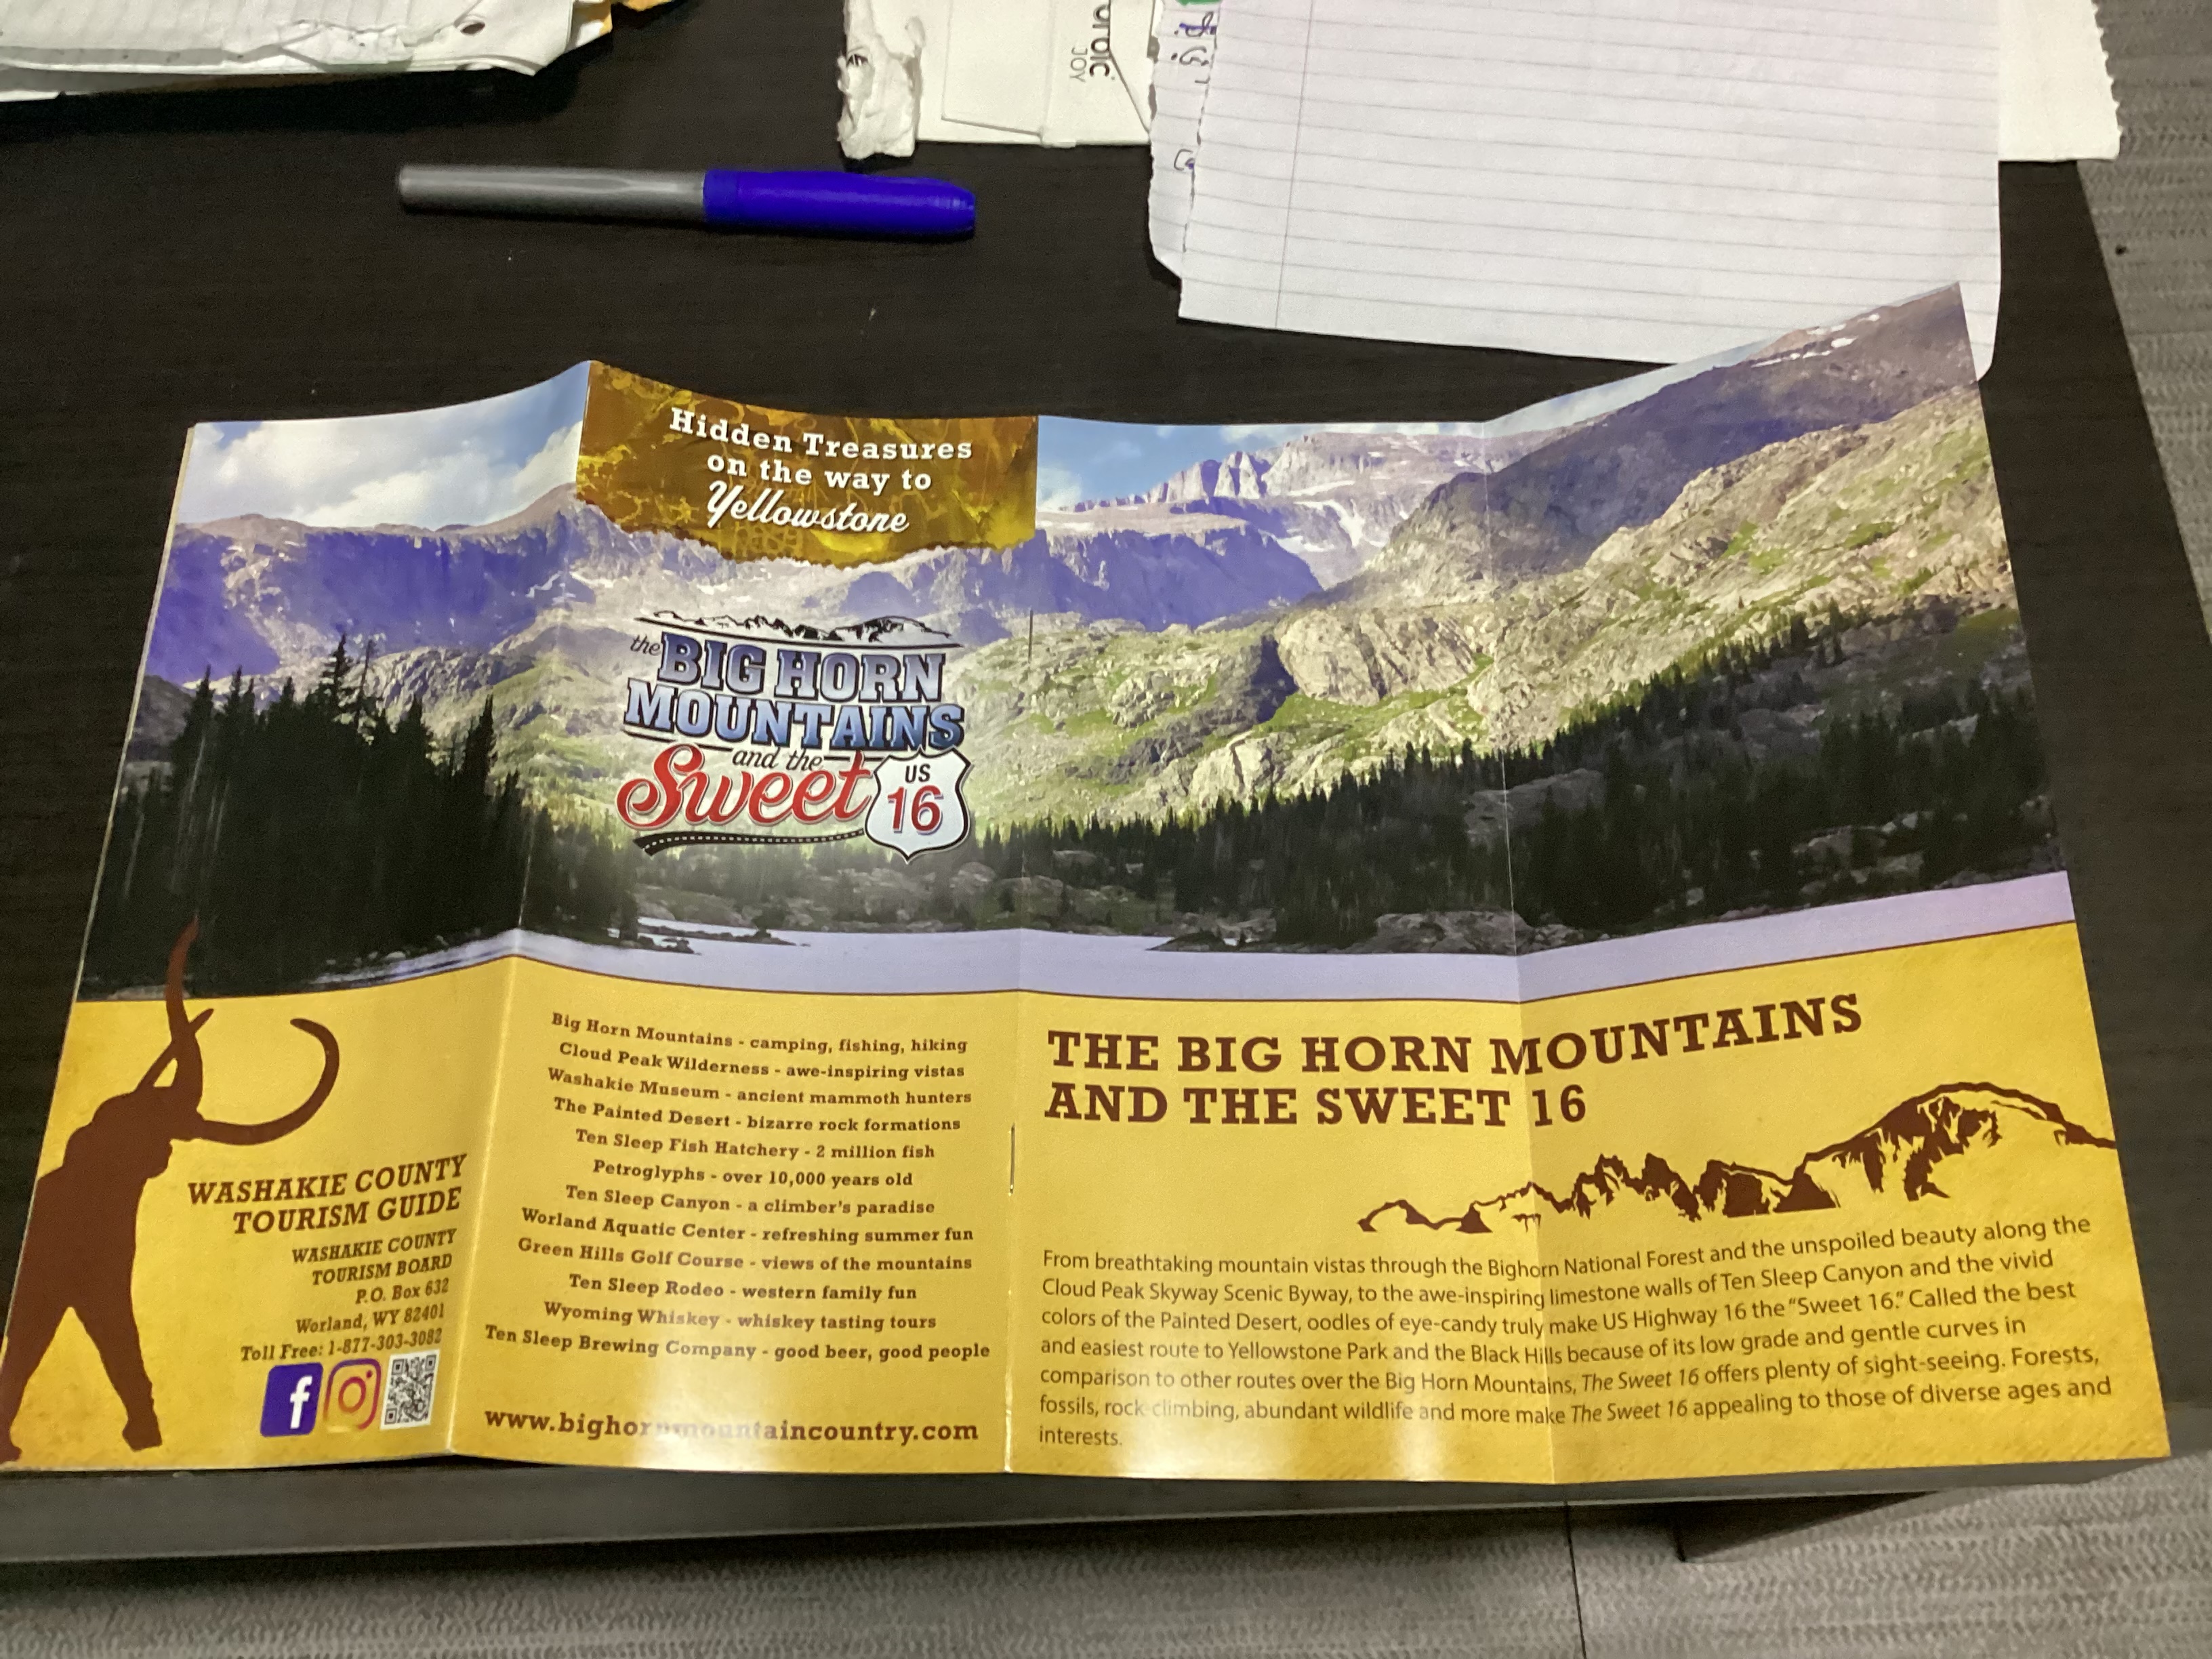 oroic
JOY
Hidden Treasures
on the way to
Yellowstone
the BIG HORN
MOUNTAINS
and the
Sweet US 16
WASHAKIE COUNTY
TOURISM GUIDE
WASHAKIE COUNTY
TOURISM BOARD
P.O. Box 632
Worland, WY 82401
Toll Free: 1-877-303-3082
Big Horn Mountains - camping, fishing, hiking
Cloud Peak Wilderness - awe-inspiring vistas
Washakie Museum - ancient mammoth hunters
The Painted Desert - bizarre rock formations
Ten Sleep Fish Hatchery - 2 million fish
Petroglyphs - over 10,000 years old
Ten Sleep Canyon - a climber's paradise
Worland Aquatic Center - refreshing summer fun
Green Hills Golf Course - views of the mountains
Ten Sleep Rodeo - western family fun
Wyoming Whiskey - whiskey tasting tours
Ten Sleep Brewing Company - good beer, good people
www.bighornmountaincountry.com
THE BIG HORN MOUNTAINS
AND THE SWEET 16
From breathtaking mountain vistas through the Bighorn National Forest and the unspoiled beauty along the
Cloud Peak Skyway Scenic Byway, to the awe-inspiring limestone walls of Ten Sleep Canyon and the vivid
colors of the Painted Desert, oodles of eye-candy truly make US Highway 16 the "Sweet 16." Called the best
and easiest route to Yellowstone Park and the Black Hills because of its low grade and gentle curves in
comparison to other routes over the Big Horn Mountains, The Sweet 16 offers plenty of sight-seeing. Forests,
fossils, rock climbing, abundant wildlife and more make The Sweet 16 appealing to those of diverse ages and
interests.